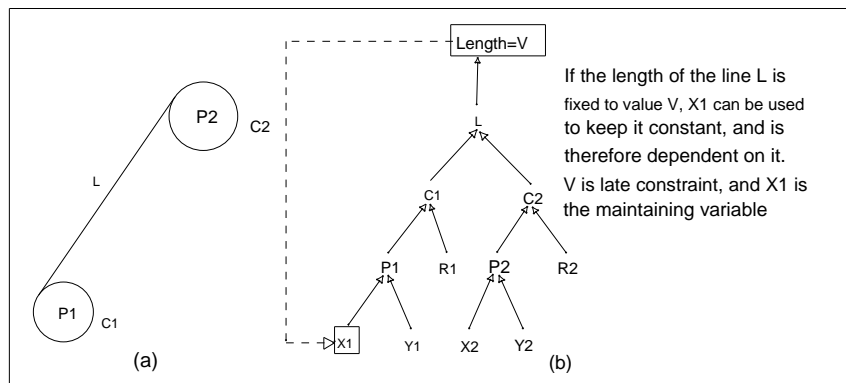 P2
C2
L
P1
C1
(a)
Length=V
L
C1
C2
P1
R1
P2
R2
X1
Y1
X2
Y2
(b)
If the length of the line L is
fixed to value V, X1 can be used
to keep it constant, and is
therefore dependent on it.
V is late constraint, and X1 is
the maintaining variable